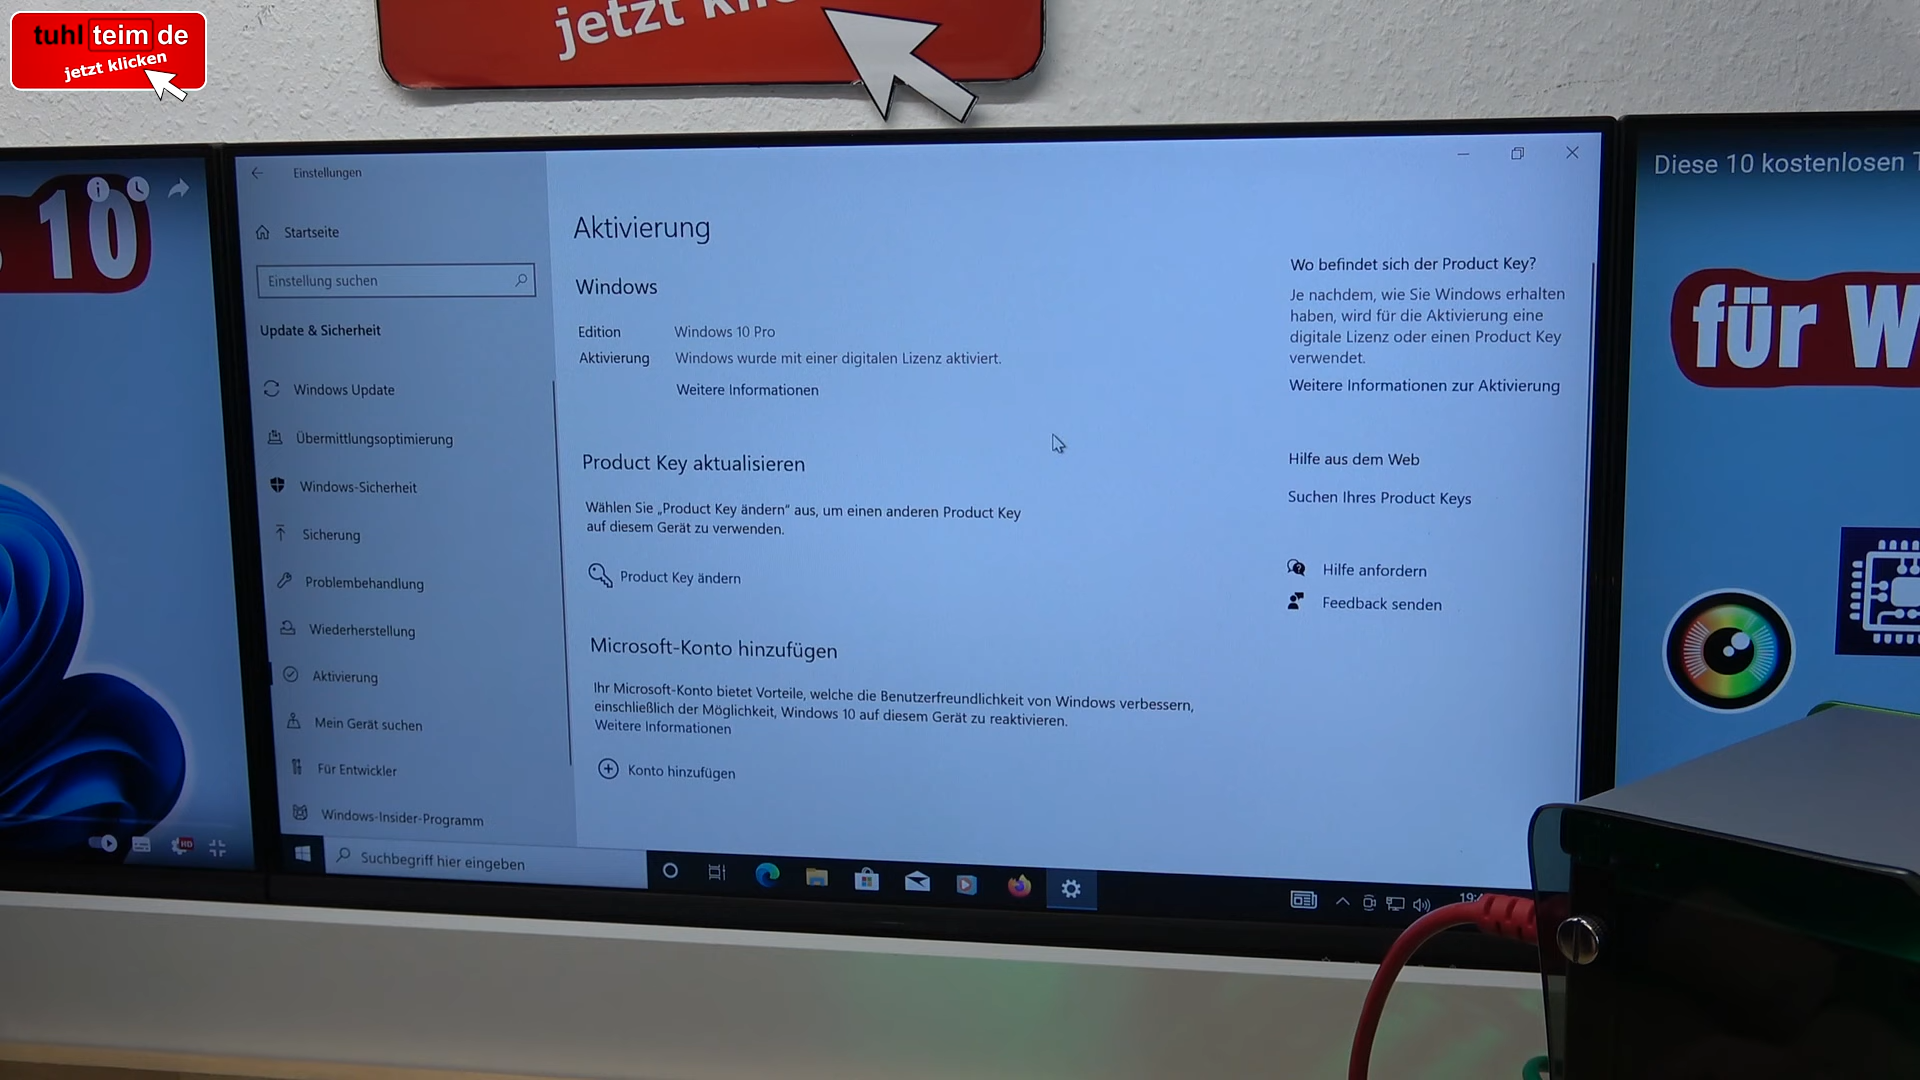 tuhl teim de
jetzt klicken
jetzt
10
Einstellungen
Startseite
Einstellung suchen
Update & Sicherheit
Windows Update
Übermittlungsoptimierung
Windows-Sicherheit
Sicherung
Problembehandlung
Wiederherstellung
Aktivierung
Mein Gerät suchen
Für Entwickler
Windows-Insider-Programm
Aktivierung
Windows
Edition Windows 10 Pro
Aktivierung Windows wurde mit einer digitalen Lizenz aktiviert.
Weitere Informationen
Product Key aktualisieren
Wählen Sie „Product Key ändern“ aus, um einen anderen Product Key
auf diesem Gerät zu verwenden.
Product Key ändern
Microsoft-Konto hinzufügen
Ihr Microsoft-Konto bietet Vorteile, welche die Benutzerfreundlichkeit von Windows verbessern,
einschließlich der Möglichkeit, Windows 10 auf diesem Gerät zu reaktivieren.
Weitere Informationen
Konto hinzufügen
Wo befindet sich der Product Key?
Je nachdem, wie Sie Windows erhalten
haben, wird für die Aktivierung eine
digitale Lizenz oder einen Product Key
verwendet.
Weitere Informationen zur Aktivierung
Hilfe aus dem Web
Suchen Ihres Product Keys
Hilfe anfordern
Feedback senden
Suchbegriff hier eingeben
HD
Diese 10 kostenlosen
für W